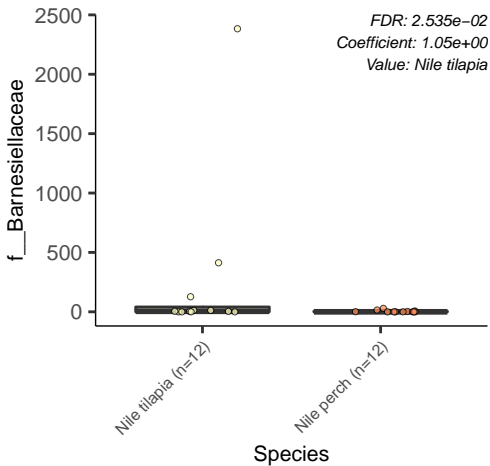 FDR: 2.535e−02
Coefficient: 1.05e+00
Value: Nile tilapia
2500
2000
1500
1000
500
0
f__Barnesiellaceae
Nile tilapia (n=12)
Nile perch (n=12)
Species